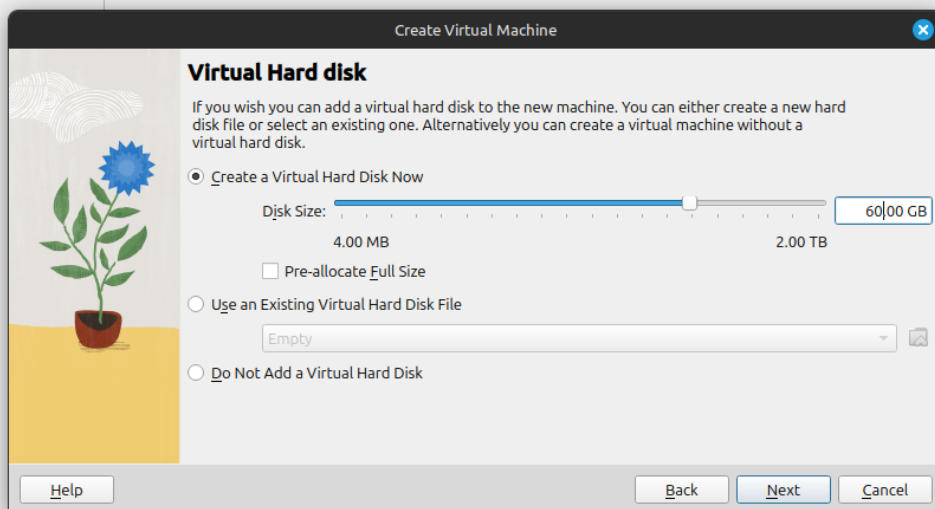 Create Virtual Machine
Virtual Hard disk
If you wish you can add a virtual hard disk to the new machine. You can either create a new hard
disk file or select an existing one. Alternatively you can create a virtual machine without a
virtual hard disk.
Create a Virtual Hard Disk Now
Disk Size:
60.00 GB
4.00 MB
2.00 TB
Pre-allocate Full Size
Use an Existing Virtual Hard Disk File
Empty
Do Not Add a Virtual Hard Disk
Help
Back
Next
Cancel